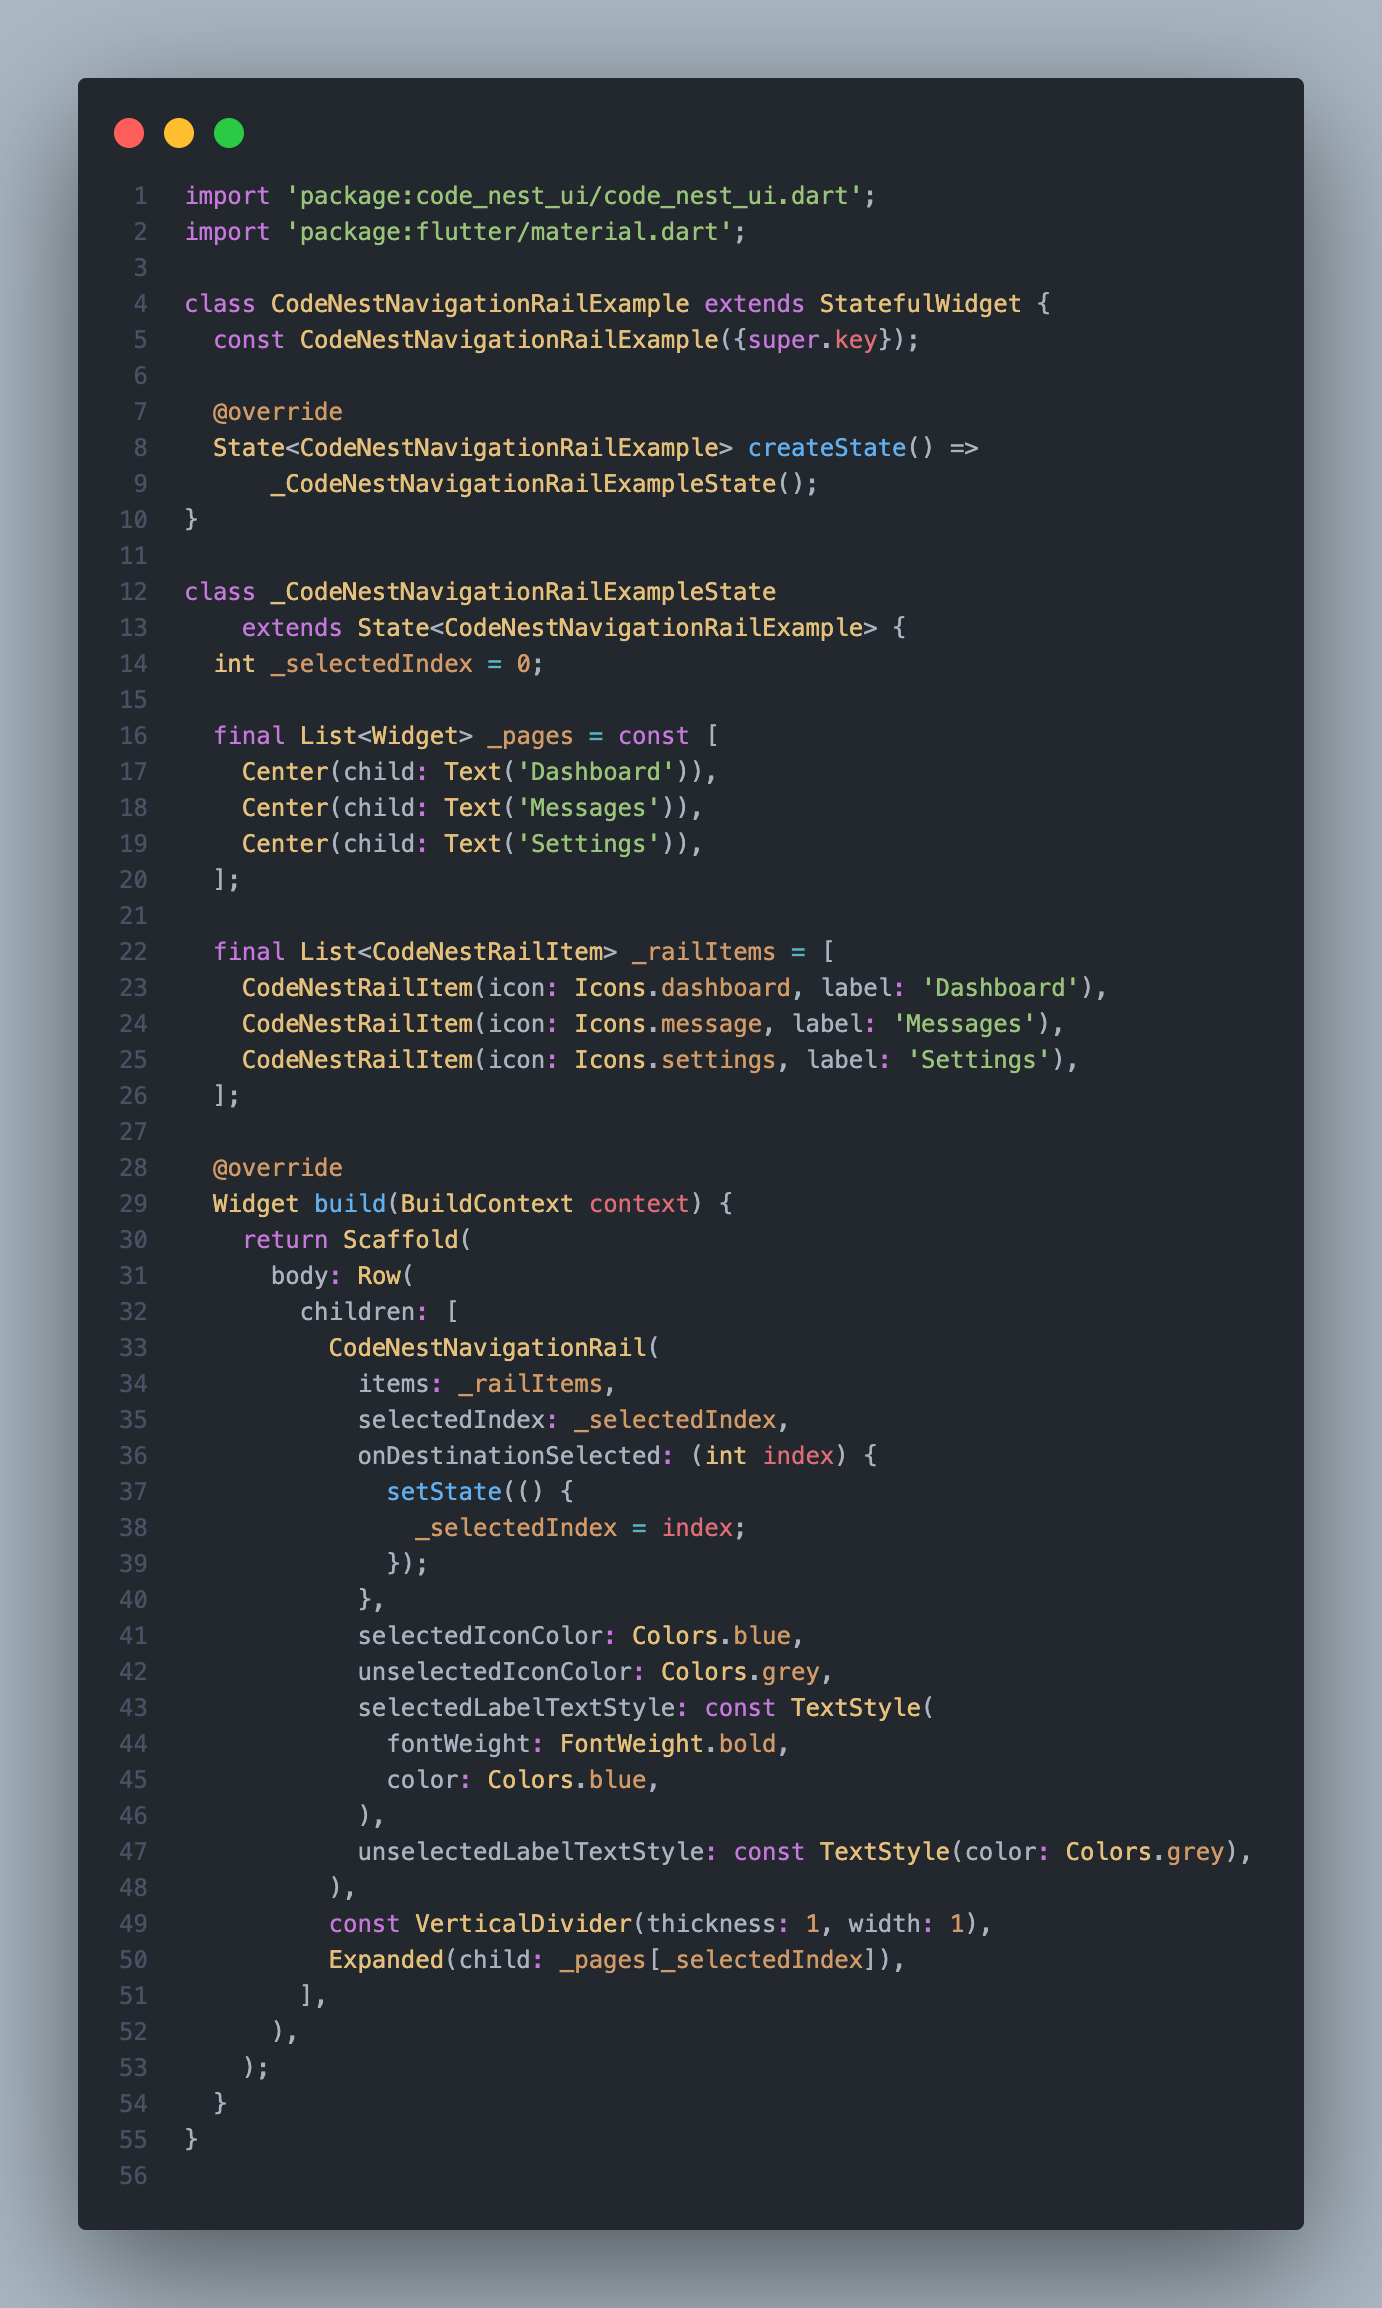 1 import 'package:code_nest_ui/code_nest_ui.dart';
2 import 'package:flutter/material.dart';
3
4 class CodeNestNavigationRailExample extends StatefulWidget {
5   const CodeNestNavigationRailExample({super.key});
6
7   @override
8   State<CodeNestNavigationRailExample> createState() =>
9       _CodeNestNavigationRailExampleState();
10 }
11
12 class _CodeNestNavigationRailExampleState
13     extends State<CodeNestNavigationRailExample> {
14   int _selectedIndex = 0;
15
16   final List<Widget> _pages = const [
17     Center(child: Text('Dashboard')),
18     Center(child: Text('Messages')),
19     Center(child: Text('Settings')),
20   ];
21
22   final List<CodeNestRailItem> _railItems = [
23     CodeNestRailItem(icon: Icons.dashboard, label: 'Dashboard'),
24     CodeNestRailItem(icon: Icons.message, label: 'Messages'),
25     CodeNestRailItem(icon: Icons.settings, label: 'Settings'),
26   ];
27
28   @override
29   Widget build(BuildContext context) {
30     return Scaffold(
31       body: Row(
32         children: [
33           CodeNestNavigationRail(
34             items: _railItems,
35             selectedIndex: _selectedIndex,
36             onDestinationSelected: (int index) {
37               setState(() {
38                 _selectedIndex = index;
39               });
40             },
41             selectedIconColor: Colors.blue,
42             unselectedIconColor: Colors.grey,
43             selectedLabelTextStyle: const TextStyle(
44               fontWeight: FontWeight.bold,
45               color: Colors.blue,
46             ),
47             unselectedLabelTextStyle: const TextStyle(color: Colors.grey),
48           ),
49           const VerticalDivider(thickness: 1, width: 1),
50           Expanded(child: _pages[_selectedIndex]),
51         ],
52       ),
53     );
54   }
55 }
56